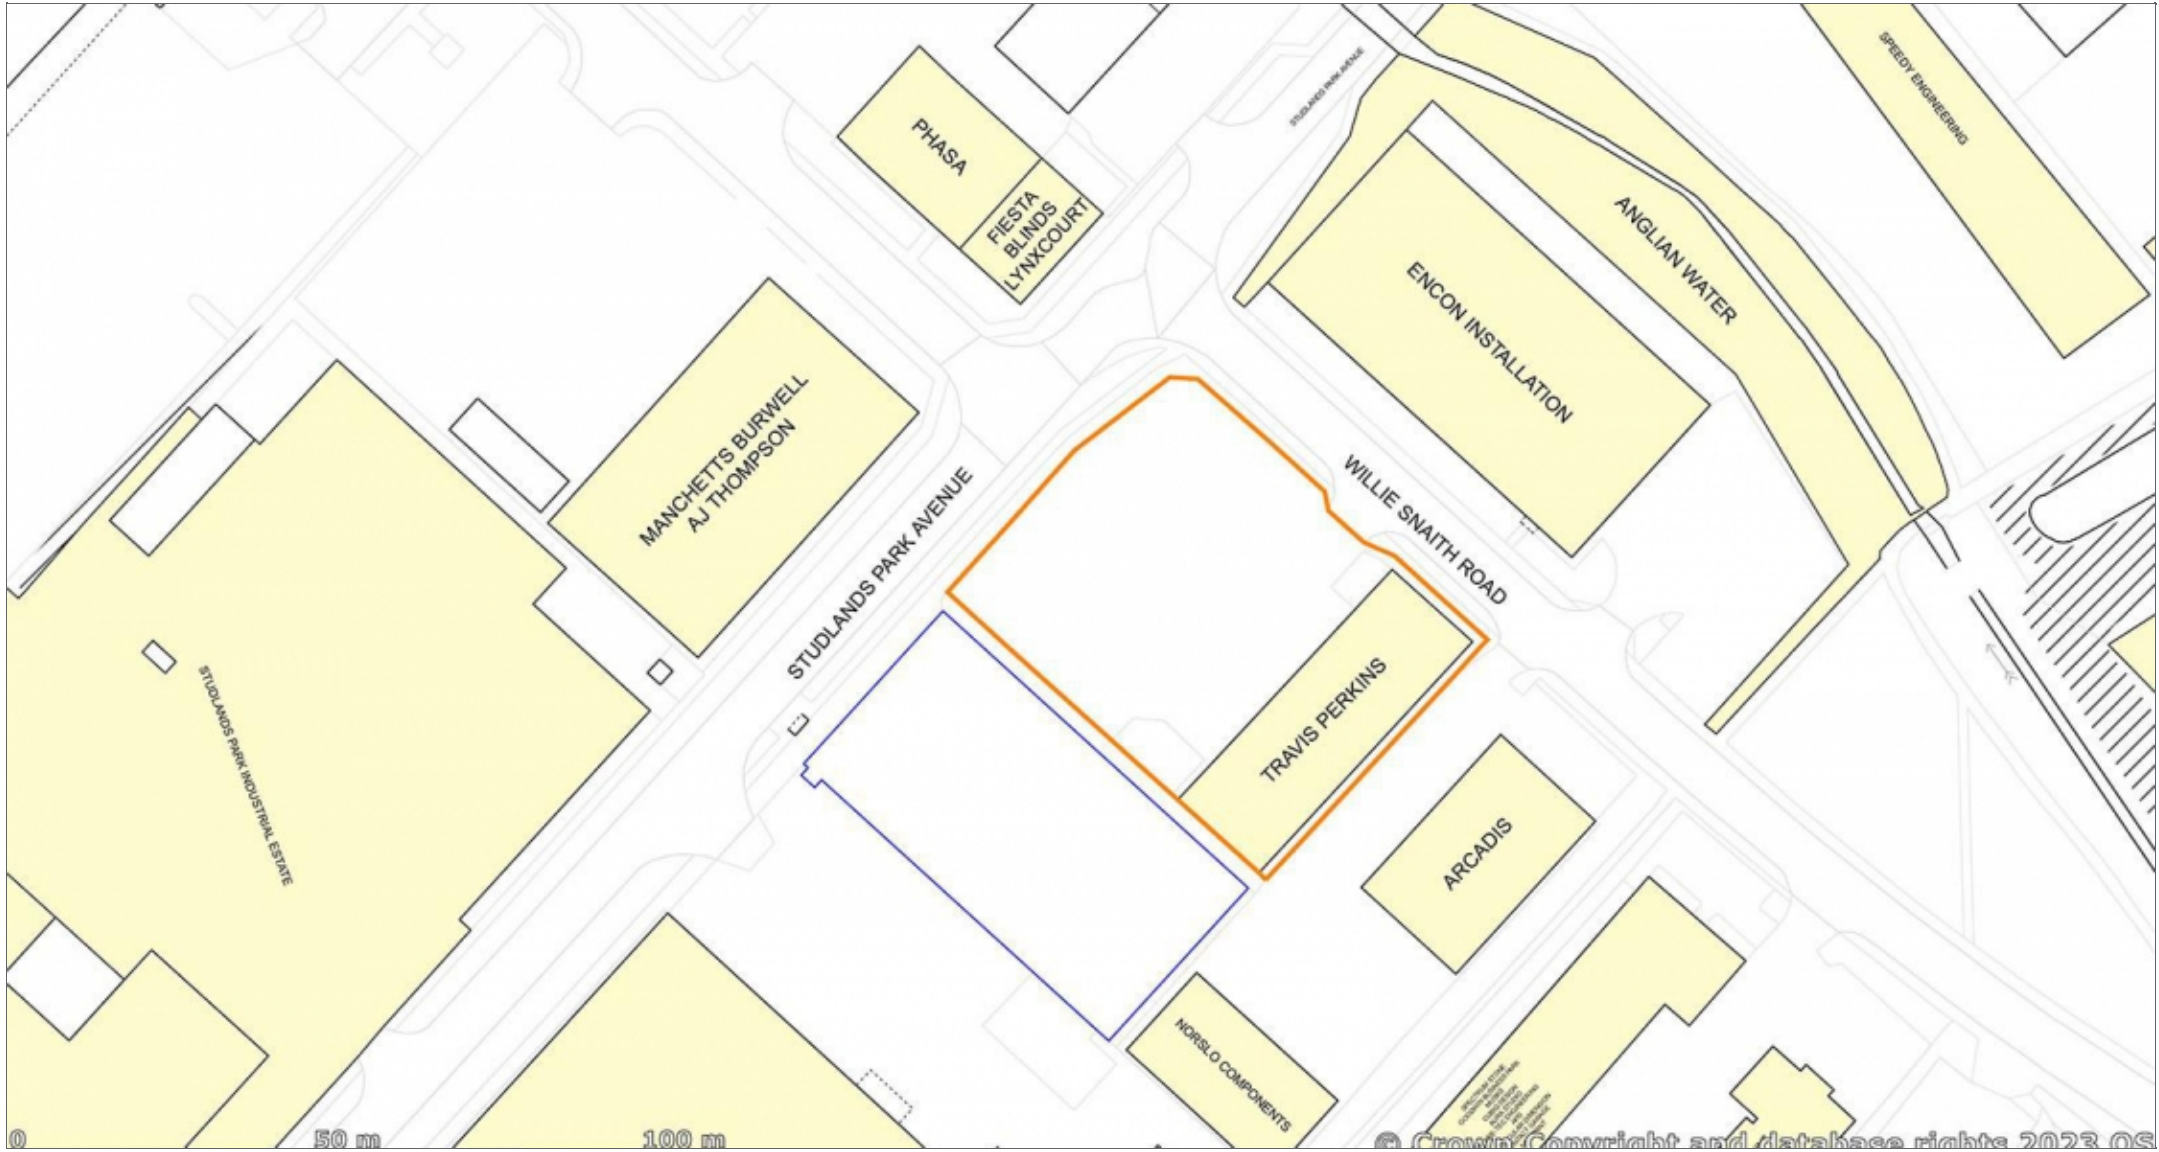 STUDLANDS PARK AVENUE
SPEEDY ENGINEERING
PHASA
FIESTA
BLINDS
LYNXCOURT
ANGLIAN WATER
ENCON INSTALLATION
MANCHETTS BURWELL
AJ THOMPSON
STUDLANDS PARK AVENUE
WILLIE SNAITH ROAD
TRAVIS PERKINS
STUDLANDS PARK INDUSTRIAL ESTATE
ARCADIS
NORSLO COMPONENTS
0
50 m
100 m
© Crown Copyright and database rights 2023 OS